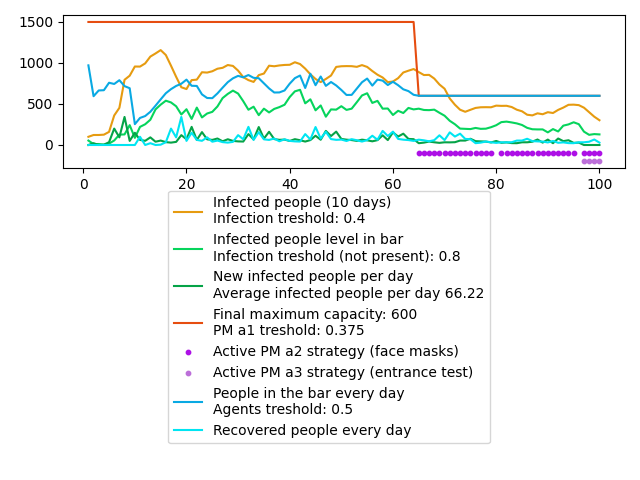 1500
1000
500
0
0 20 40 60 80 100
Infected people (10 days)
Infection treshold: 0.4
Infected people level in bar
Infection treshold (not present): 0.8
New infected people per day
Average infected people per day 66.22
Final maximum capacity: 600
PM a1 treshold: 0.375
Active PM a2 strategy (face masks)
Active PM a3 strategy (entrance test)
People in the bar every day
Agents treshold: 0.5
Recovered people every day